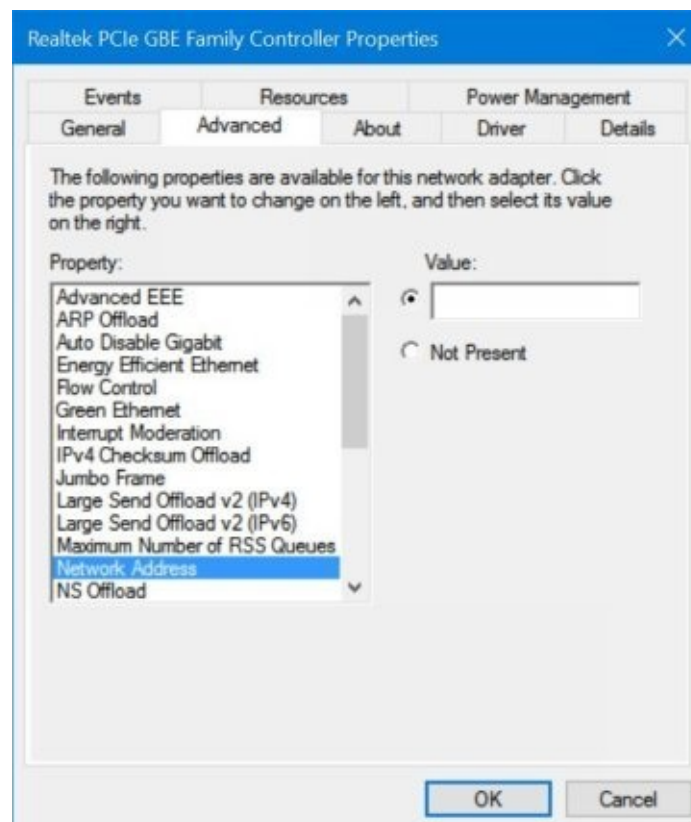 Realtek PCIe GBE Family Controller Properties
Events Resources Power Management
General Advanced About Driver Details
The following properties are available for this network adapter. Click
the property you want to change on the left, and then select its value
on the right.
Property: Value:
Advanced EEE
ARP Offload
Auto Disable Gigabit
Energy Efficient Ethernet
Flow Control
Green Ethernet
Interrupt Moderation
IPv4 Checksum Offload
Jumbo Frame
Large Send Offload v2 (IPv4)
Large Send Offload v2 (IPv6)
Maximum Number of RSS Queues
Network Address
NS Offload
Not Present
OK Cancel